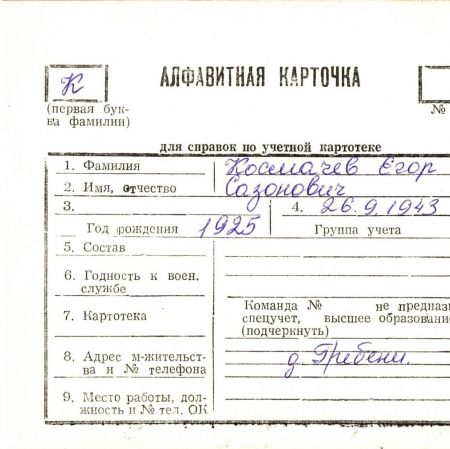 К
АЛФАВИТНАЯ КАРТОЧКА
(первая бук-
ва фамилии)
№
для справок по учетной картотеке
1. Фамилия Космачев Егор
2. Имя, отчество Сазонович
3. 4. 26.9.1943
Год рождения 1925 Группа учета
5. Состав
6. Годность к воен.
службе
Команда № не предназ
7. Картотека спецучет, высшее образовани
(подчеркнуть)
8. Адрес м-жительст-
ва и № телефона д. Гребени.
9. Место работы, дол-
жность и № тел. ОК